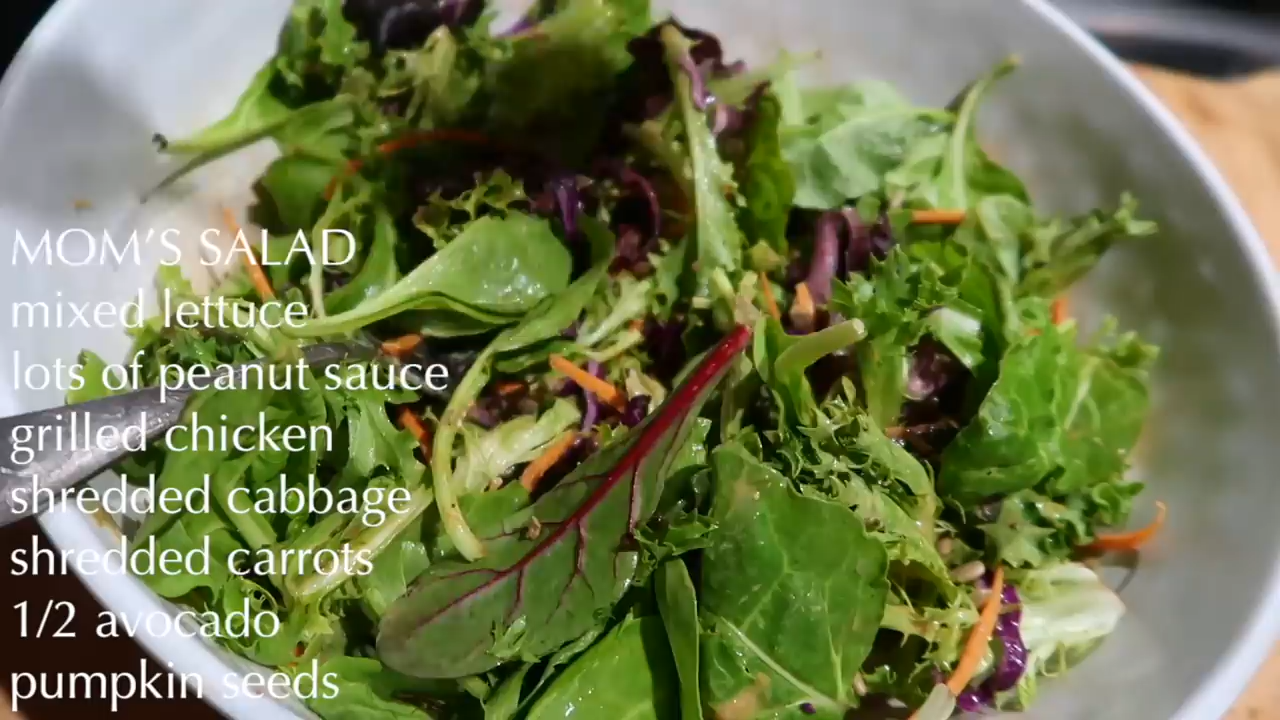 MOM’S SALAD
mixed lettuce
lots of peanut sauce
grilled chicken
shredded cabbage
shredded carrots
1/2 avocado
pumpkin seeds